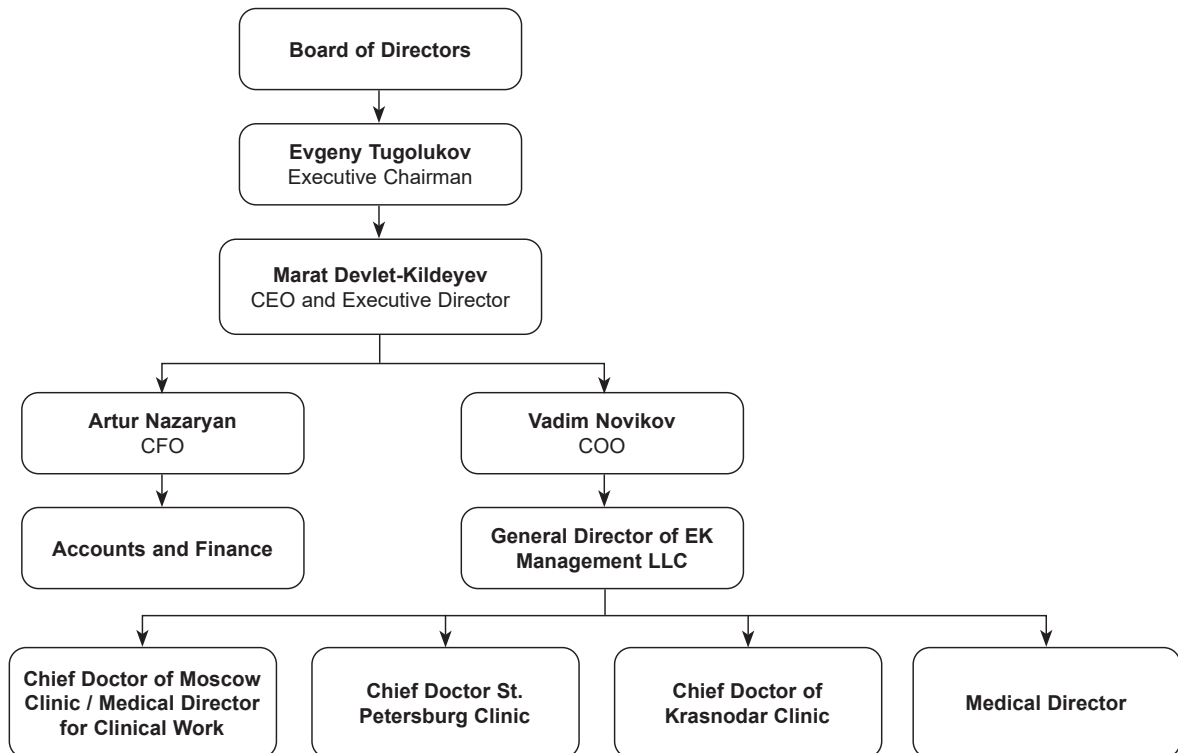 Board of Directors
Evgeny Tugolukov
Executive Chairman
Marat Devlet-Kildeyev
CEO and Executive Director
Artur Nazaryan
CFO
Vadim Novikov
COO
Accounts and Finance
General Director of EK
Management LLC
Chief Doctor of Moscow
Clinic / Medical Director
for Clinical Work
Chief Doctor St.
Petersburg Clinic
Chief Doctor of
Krasnodar Clinic
Medical Director